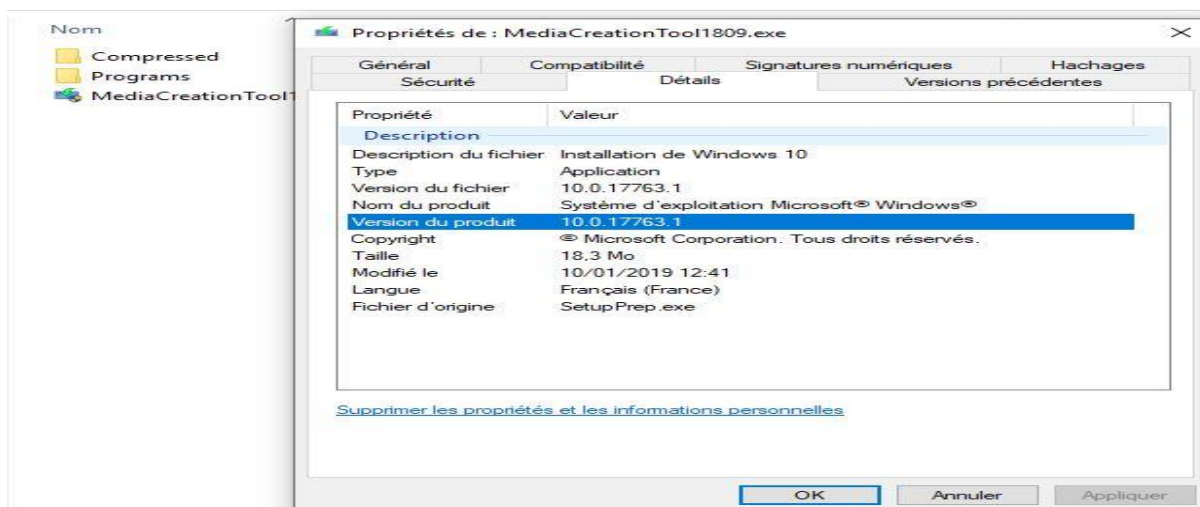 Nom
Compressed
Programs
MediaCreationTool1
Propriétés de : MediaCreationTool1809.exe
Général Compatibilité Signatures numériques Hachages
Sécurité Détails Versions précédentes
Propriété Valeur
Description
Description du fichier Installation de Windows 10
Type Application
Version du fichier 10.0.17763.1
Nom du produit Système d'exploitation Microsoft® Windows®
Version du produit 10.0.17763.1
Copyright © Microsoft Corporation. Tous droits réservés.
Taille 18,3 Mo
Modifié le 10/01/2019 12:41
Langue Français (France)
Fichier d'origine SetupPrep.exe
Supprimer les propriétés et les informations personnelles
OK Annuler Appliquer